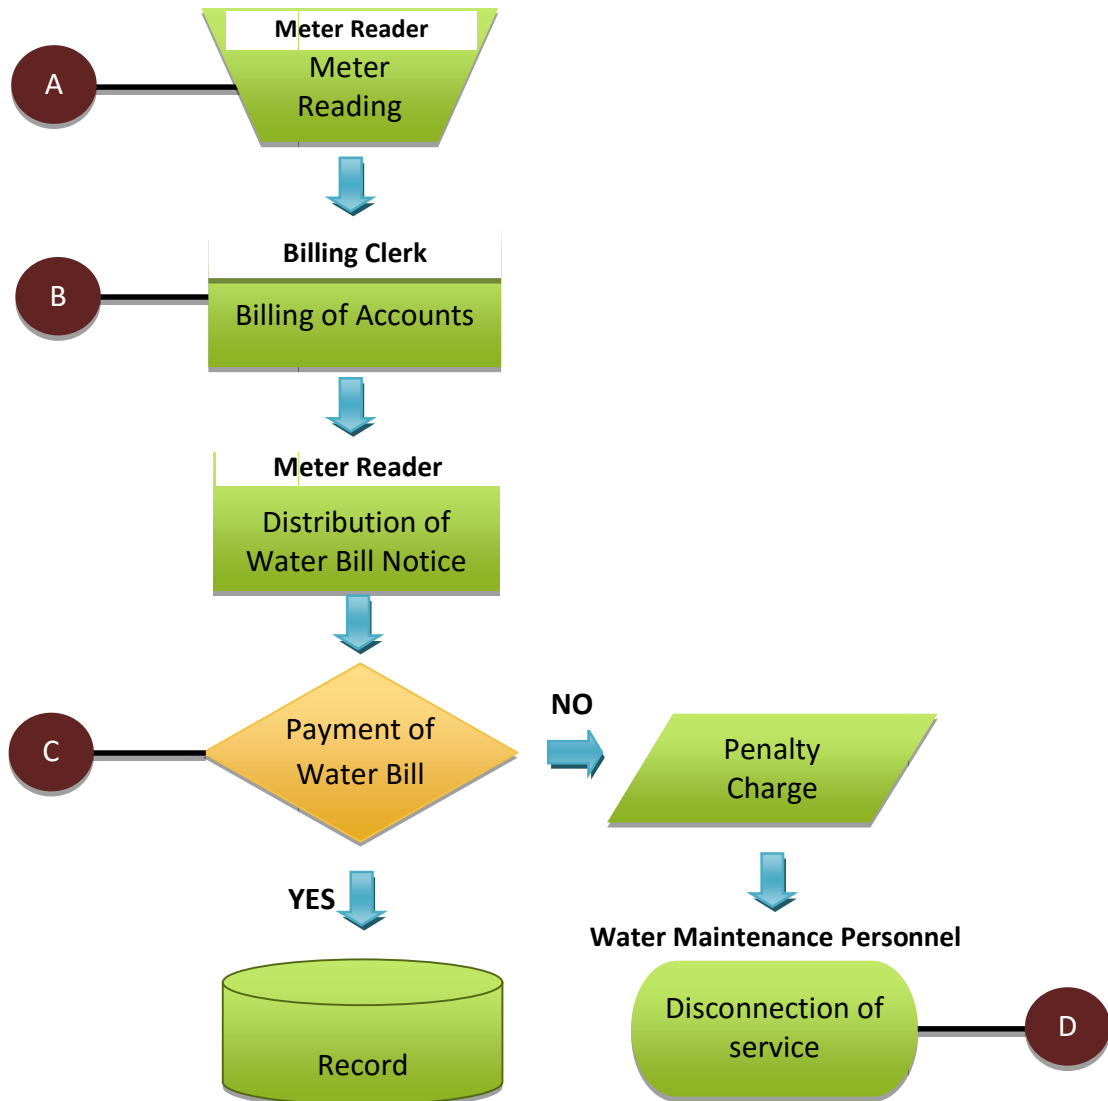 Meter Reader
A
Meter
Reading
Billing Clerk
B
Billing of Accounts
Meter Reader
Distribution of
Water Bill Notice
C
Payment of
Water Bill
NO
Penalty
Charge
YES
Water Maintenance Personnel
Record
Disconnection of
service
D